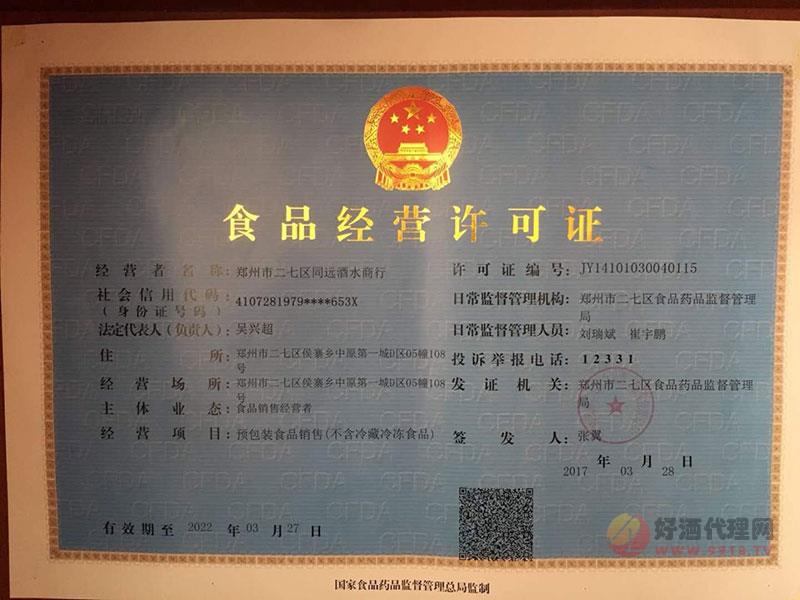 食品经营许可证
经营者名称：郑州市二七区同远酒水商行
社会信用代码：
(身份证号码) 4107281979****653X
法定代表人(负责人)：吴兴超
住所：郑州市二七区侯寨乡中原第一城D区05幢108
号
经营场所：郑州市二七区侯寨乡中原第一城D区05幢108
号
主体业态：食品销售经营者
经营项目：预包装食品销售(不含冷藏冷冻食品)
有效期至 2022 年 03 月 27 日
许可证编号：JY14101030040115
日常监督管理机构：郑州市二七区食品药品监督管理
局
日常监督管理人员：刘瑞斌 崔宇鹏
投诉举报电话：12331
发证机关：郑州市二七区食品药品监督管理
局
签发人：张翼
2017 年 03 月 28 日
好酒代理网
www.9918.TV
国家食品药品监督管理总局监制